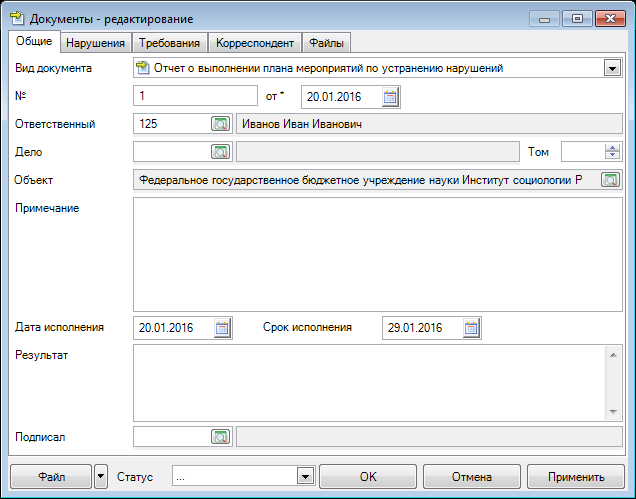 Документы - редактирование
Общие Нарушения Требования Корреспондент Файлы
Вид документа Отчет о выполнении плана мероприятий по устранению нарушений
№ 1 от * 20.01.2016
Ответственный 125 Иванов Иван Иванович
Дело Том
Объект Федеральное государственное бюджетное учреждение науки Институт социологии Р
Примечание
Дата исполнения 20.01.2016 Срок исполнения 29.01.2016
Результат
Подписал
Файл Статус ... OK Отмена Применить